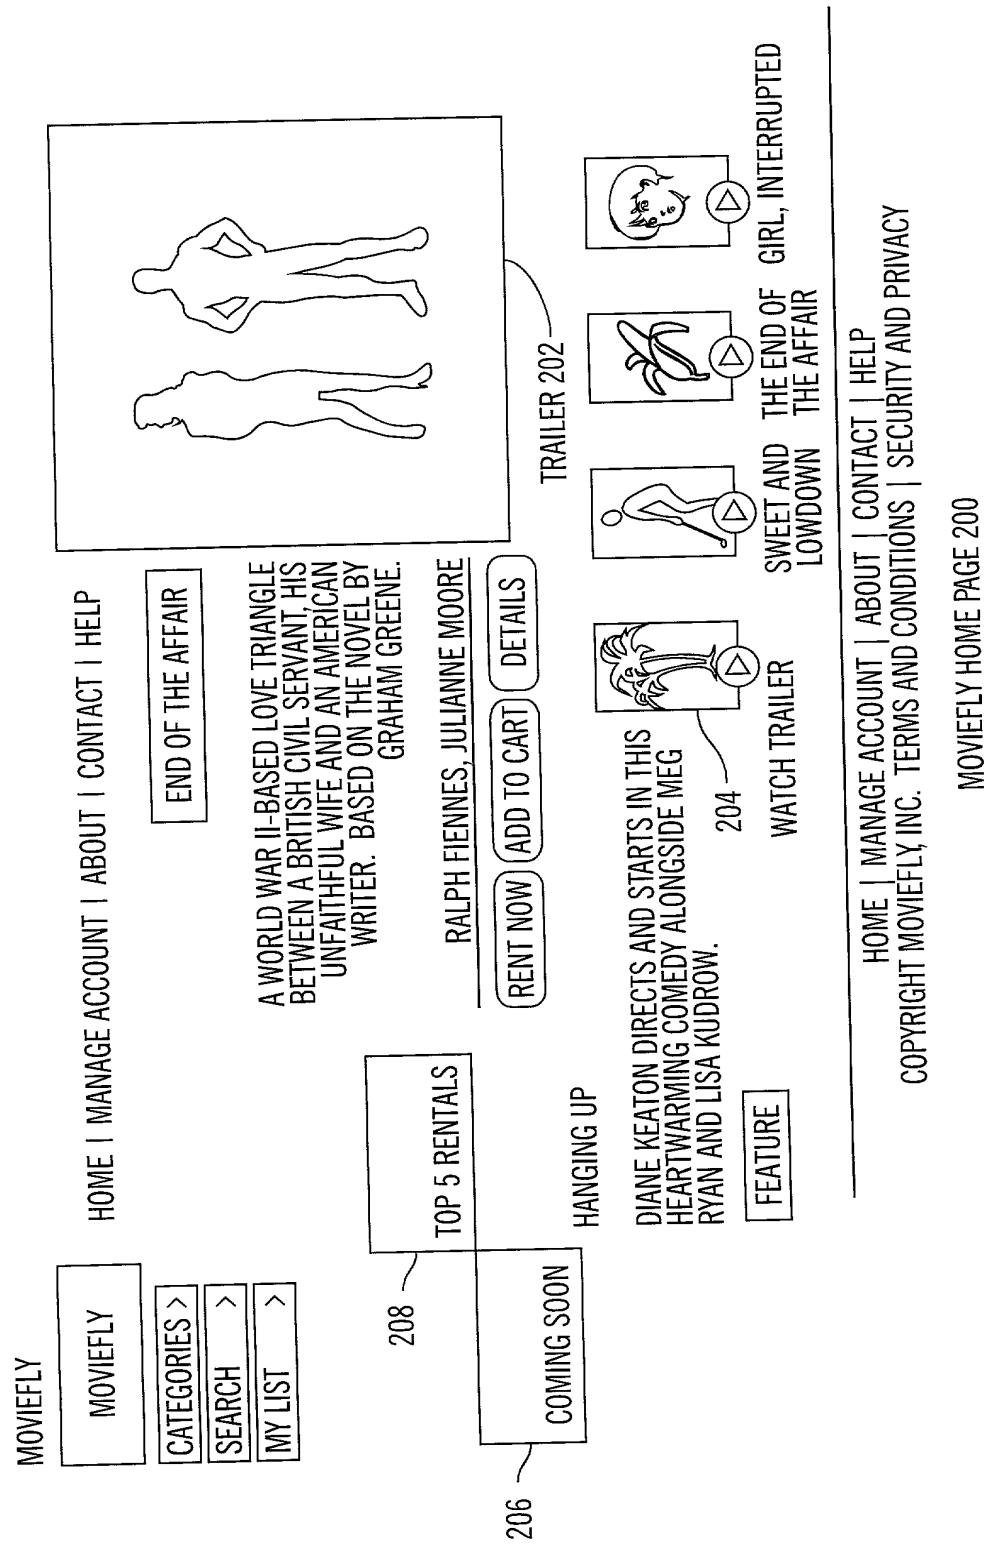 MOVIEFLY
MOVIEFLY
HOME | MANAGE ACCOUNT | ABOUT | CONTACT | HELP
CATEGORIES >
SEARCH >
MY LIST >
END OF THE AFFAIR
A WORLD WAR II-BASED LOVE TRIANGLE
BETWEEN A BRITISH CIVIL SERVANT, HIS
UNFAITHFUL WIFE AND AN AMERICAN
WRITER. BASED ON THE NOVEL BY
GRAHAM GREENE.
RALPH FIENNES, JULIANNE MOORE
RENT NOW ADD TO CART DETAILS
TRAILER 202
208
TOP 5 RENTALS
206
COMING SOON
HANGING UP
DIANE KEATON DIRECTS AND STARTS IN THIS
HEARTWARMING COMEDY ALONGSIDE MEG
RYAN AND LISA KUDROW.
FEATURE
204
WATCH TRAILER
SWEET AND
LOWDOWN
THE END OF
THE AFFAIR
GIRL, INTERRUPTED
HOME | MANAGE ACCOUNT | ABOUT | CONTACT | HELP
COPYRIGHT MOVIEFLY, INC. TERMS AND CONDITIONS | SECURITY AND PRIVACY
MOVIEFLY HOME PAGE 200